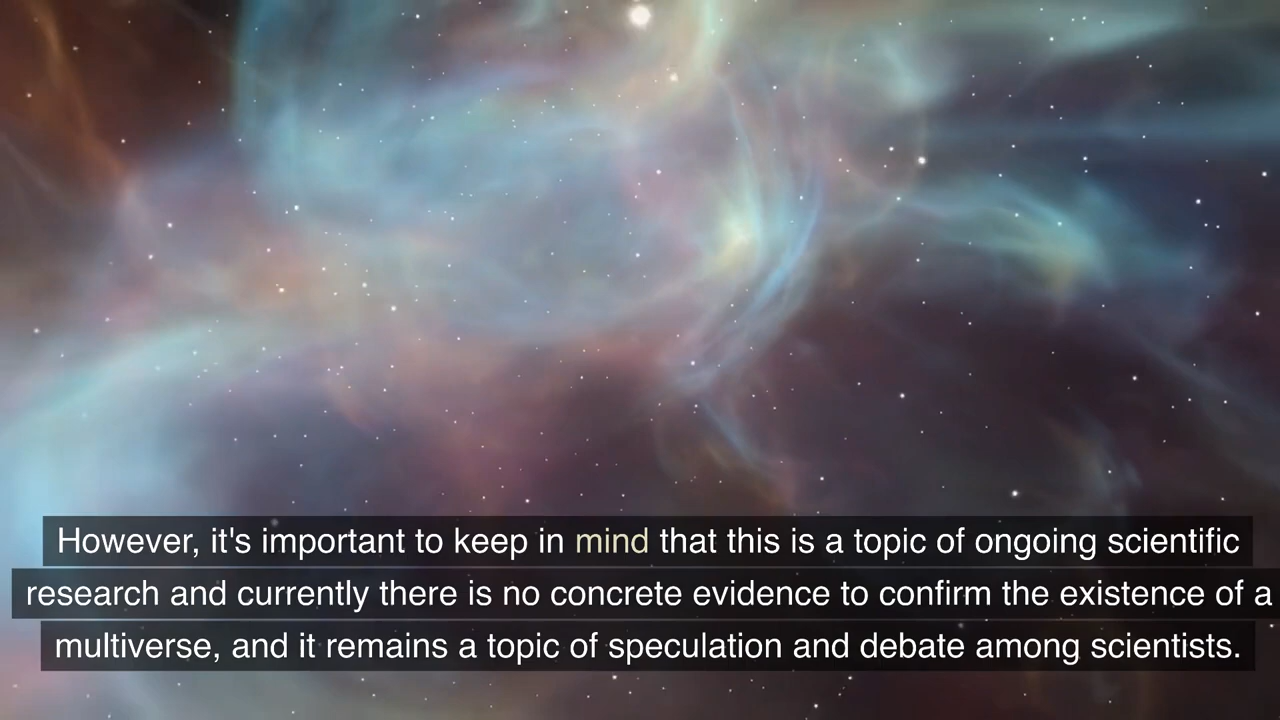 However, it's important to keep in mind that this is a topic of ongoing scientific
research and currently there is no concrete evidence to confirm the existence of a
multiverse, and it remains a topic of speculation and debate among scientists.